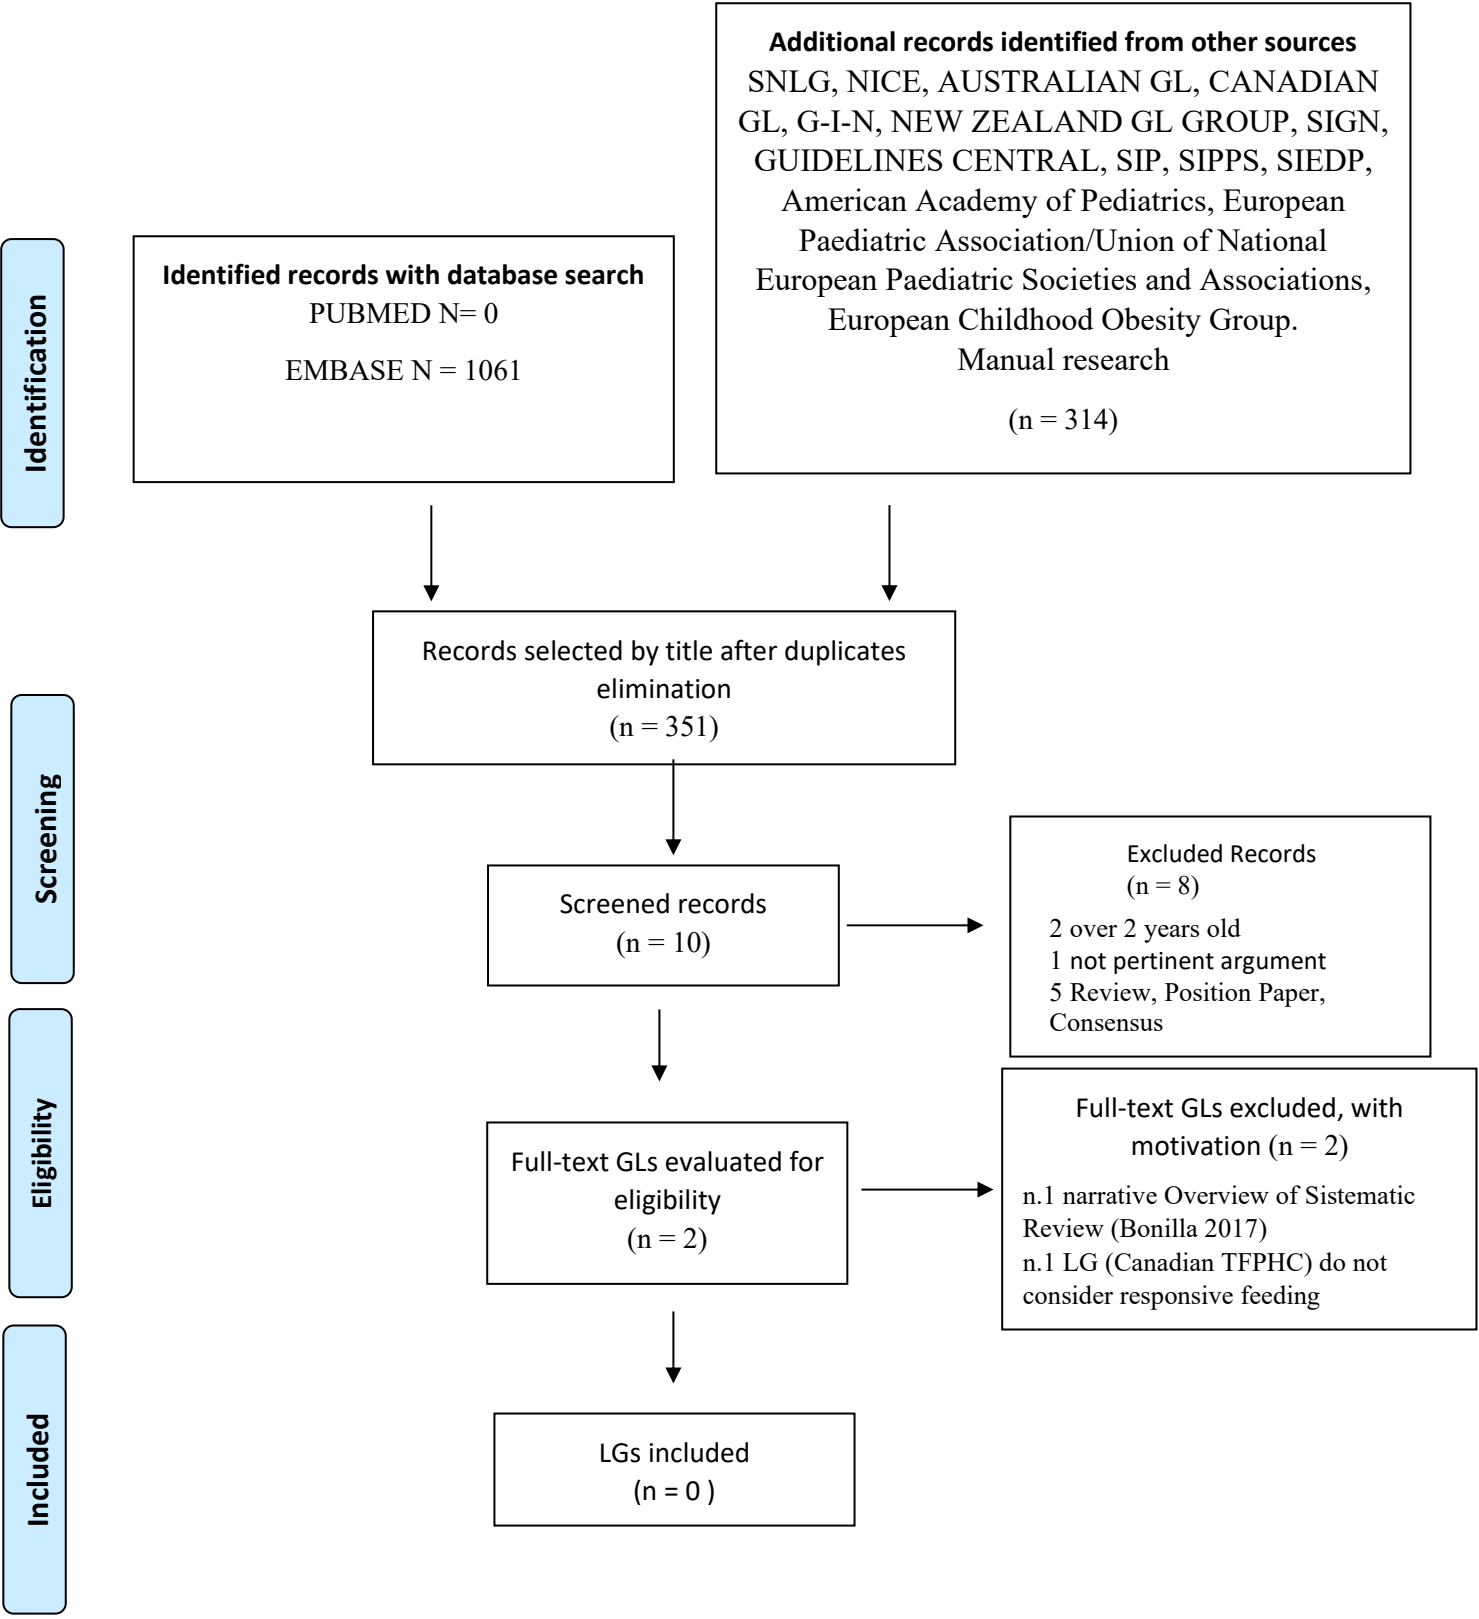 Additional records identified from other sources
SNLG, NICE, AUSTRALIAN GL, CANADIAN
GL, G-I-N, NEW ZEALAND GL GROUP, SIGN,
GUIDELINES CENTRAL, SIP, SIPPS, SIEDP,
American Academy of Pediatrics, European
Paediatric Association/Union of National
European Paediatric Societies and Associations,
European Childhood Obesity Group.
Manual research
(n = 314)
Identification
Identified records with database search
PUBMED N= 0
EMBASE N = 1061
Records selected by title after duplicates
elimination
(n = 351)
Screening
Screened records
(n = 10)
Excluded Records
(n = 8)
2 over 2 years old
1 not pertinent argument
5 Review, Position Paper,
Consensus
Eligibility
Full-text GLs evaluated for
eligibility
(n = 2)
Full-text GLs excluded, with
motivation (n = 2)
n.1 narrative Overview of Sistematic
Review (Bonilla 2017)
n.1 LG (Canadian TFPHC) do not
consider responsive feeding
Included
LGs included
(n = 0 )